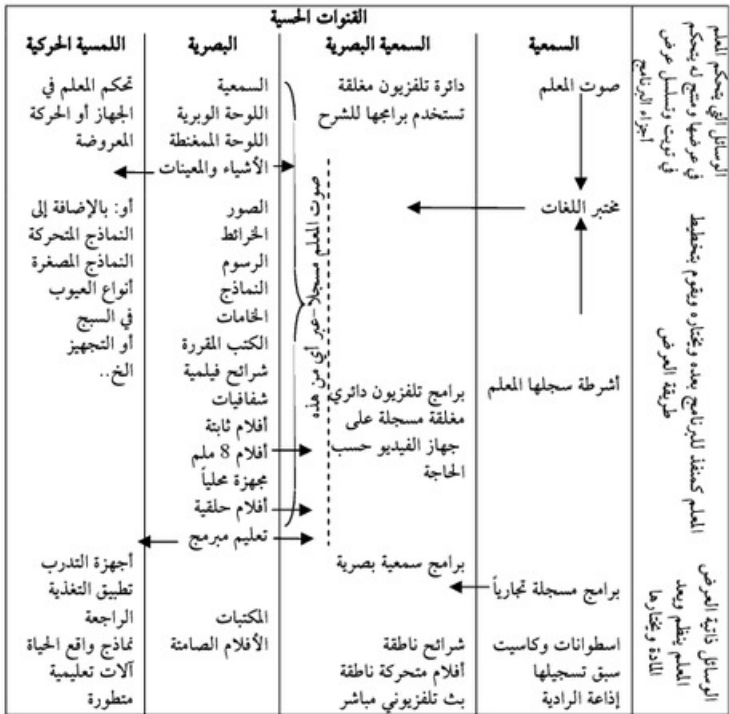 القنوات الحسية
السمعية
السمعية البصرية
البصرية
اللمسية الحركية
الوسائل التي يتحكم المعلم
في عرضها ومنتج له يتحكم
في تويت وتسلسل عرض
أجزاء البرنامج
صوت المعلم
مختبر اللغات
دائرة تلفزيون مغلقة
تستخدم برامجها للشرح
السمعية
اللوحة الوبرية
اللوحة الممغنطة
الأشياء والمعينات
تحكم المعلم في
الجهاز أو الحركة
المعروضة
المعلم كمنفذ للبرنامج بعده ويختاره ويقوم بتخطيط
طريقة العرض
أشرطة سجلها المعلم
برامج تلفزيون دائري
مغلقة مسجلة على
جهاز الفيديو حسب
الحاجة
صوت المعلم مسجلا-عبر أي من هذه
الصور
الخرائط
الرسوم
النماذج
الخامات
الكتب المقررة
شرائح فيلمية
شفافيات
أفلام ثابتة
أفلام 8 ملم
مجهزة محلياً
أفلام حلقية
تعليم مبرمج
أو: بالإضافة إلى
النماذج المتحركة
النماذج المصغرة
أنواع العيوب
في السبج
أو التجهيز
الخ..
الوسائل ذاتية العرض
المعلم ينظم ويعد
المادة ويختارها
برامج مسجلة تجارياً
اسطوانات وكاسيت
سبق تسجيلها
إذاعة الرادية
برامج سمعية بصرية
شرائح ناطقة
أفلام متحركة ناطقة
بث تلفزيوني مباشر
المكتبات
الأفلام الصامتة
أجهزة التدرب
تطبيق التغذية
الراجعة
نماذج واقع الحياة
آلات تعليمية
متطورة